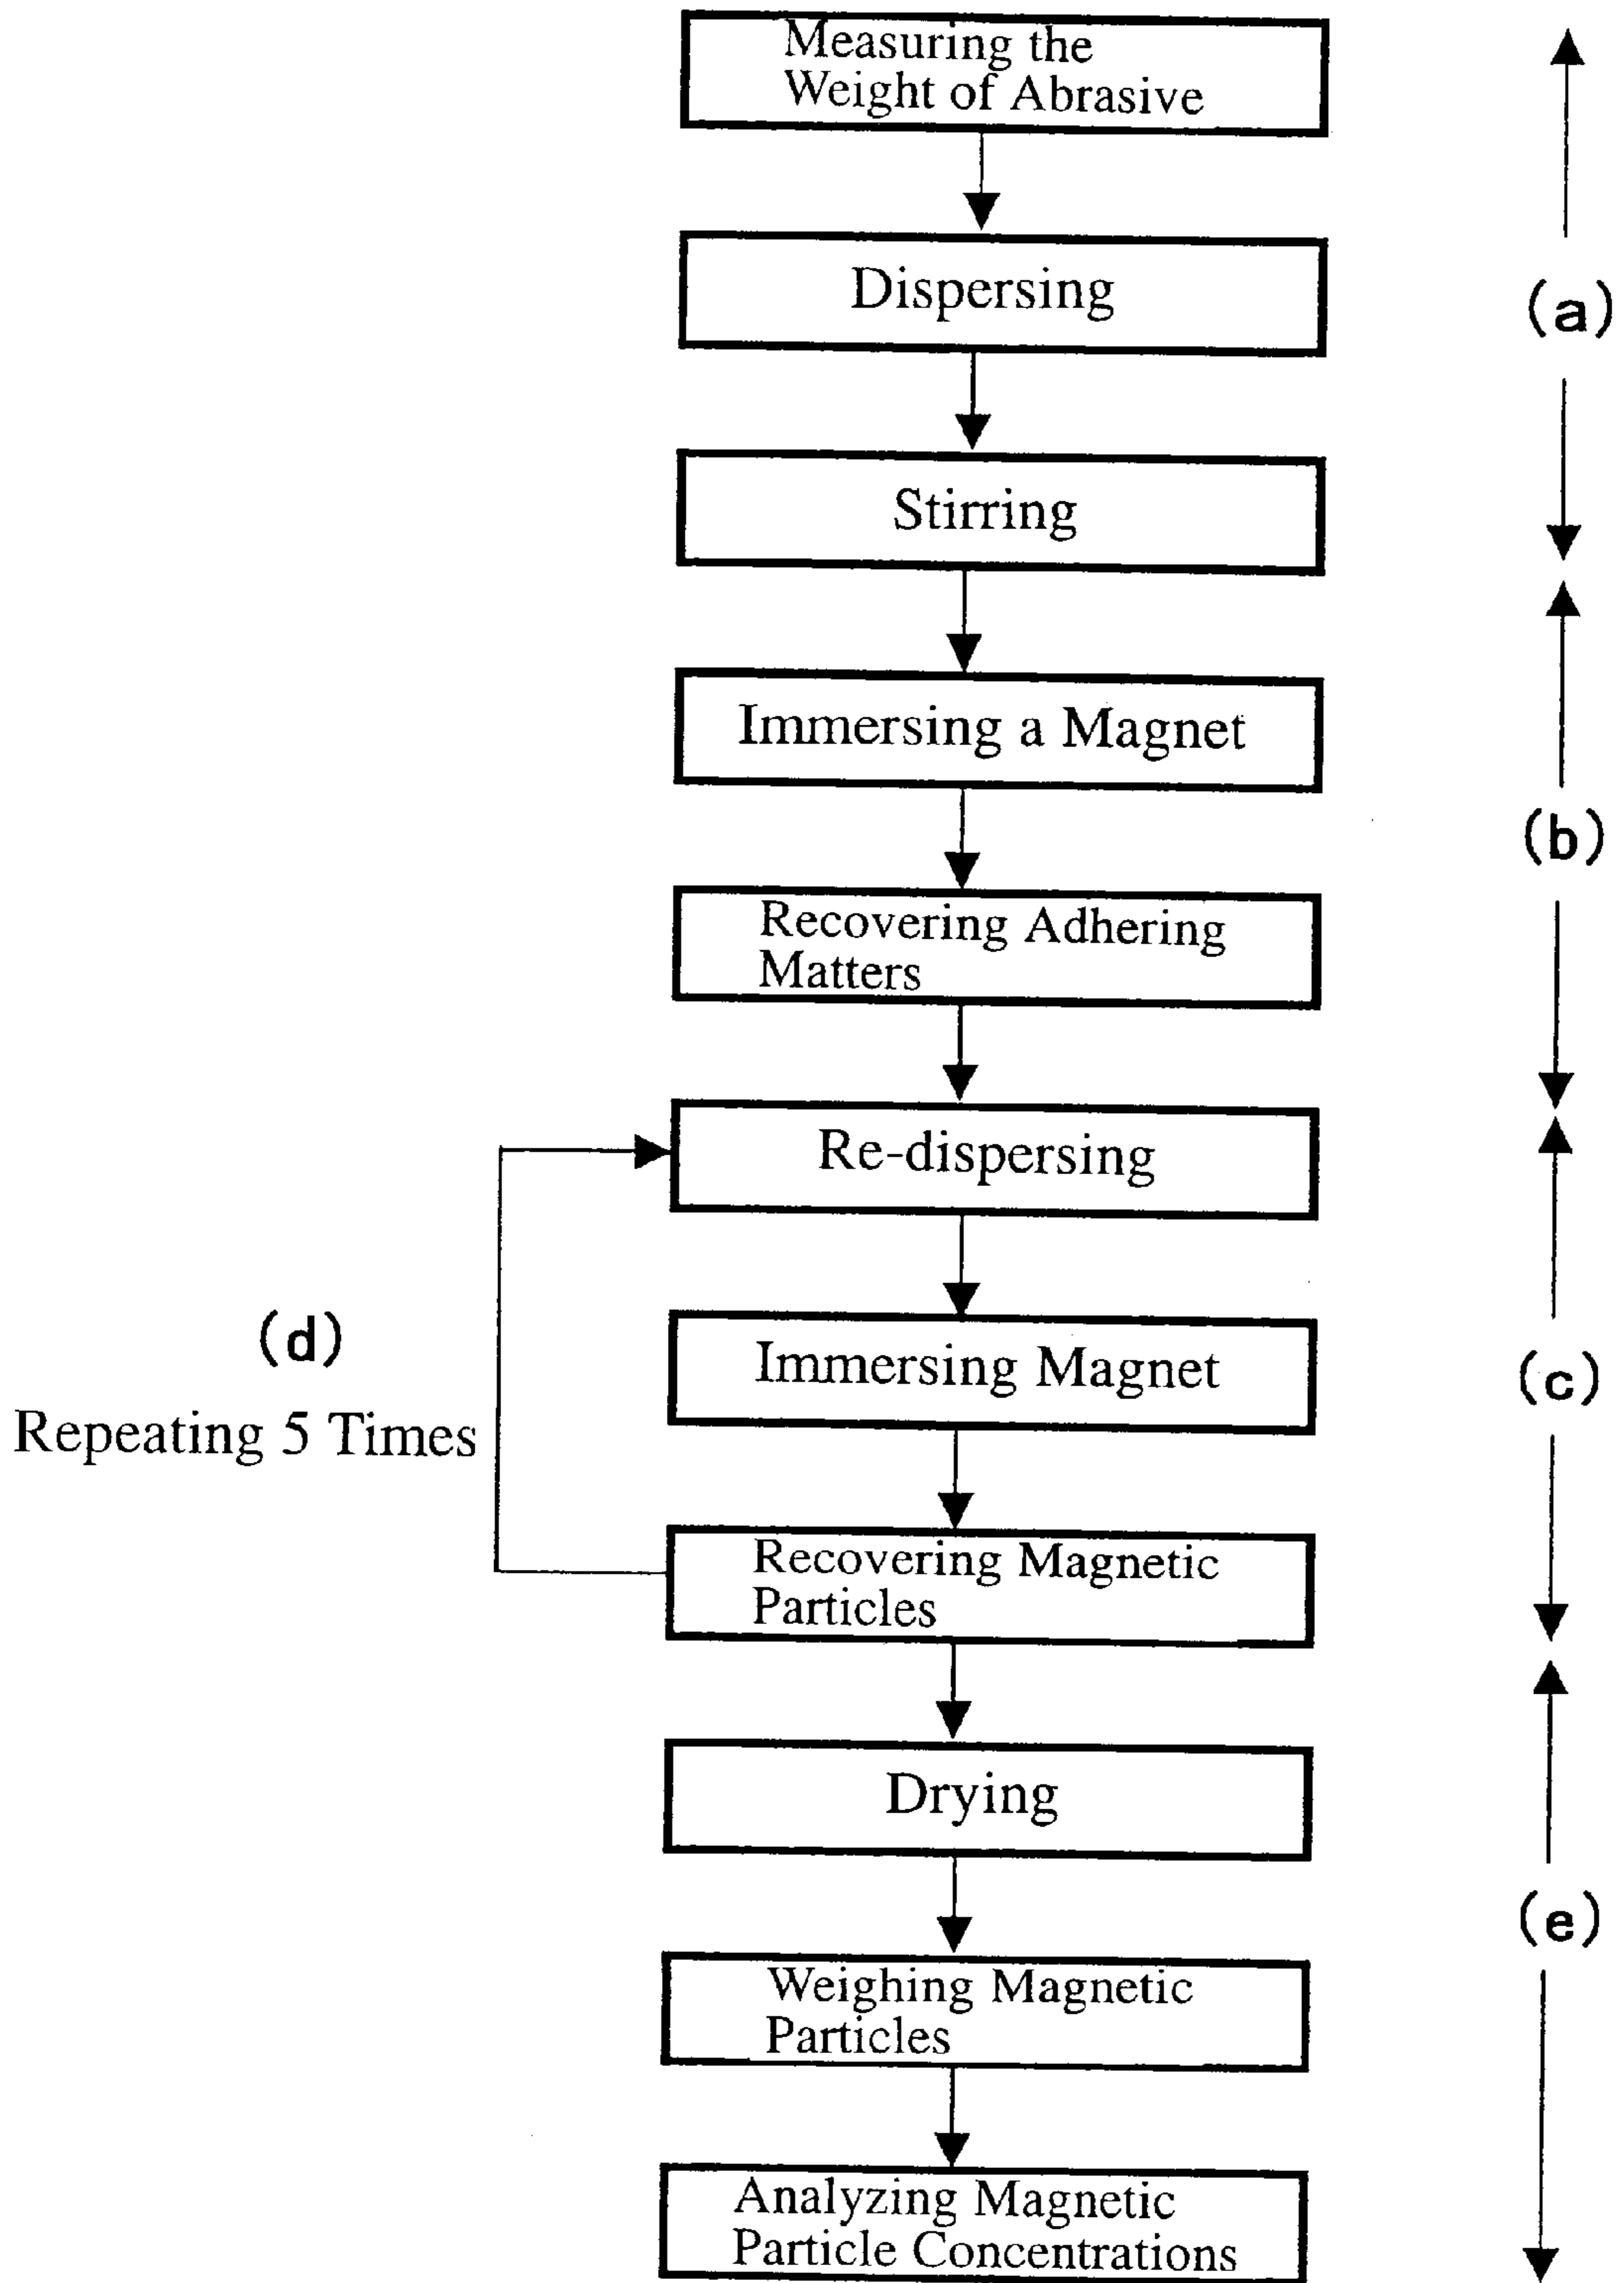 Measuring the
Weight of Abrasive
Dispersing
(a)
Stirring
Immersing a Magnet
(b)
Recovering Adhering
Matters
Re-dispersing
(d)
Repeating 5 Times
Immersing Magnet
(c)
Recovering Magnetic
Particles
Drying
(e)
Weighing Magnetic
Particles
Analyzing Magnetic
Particle Concentrations